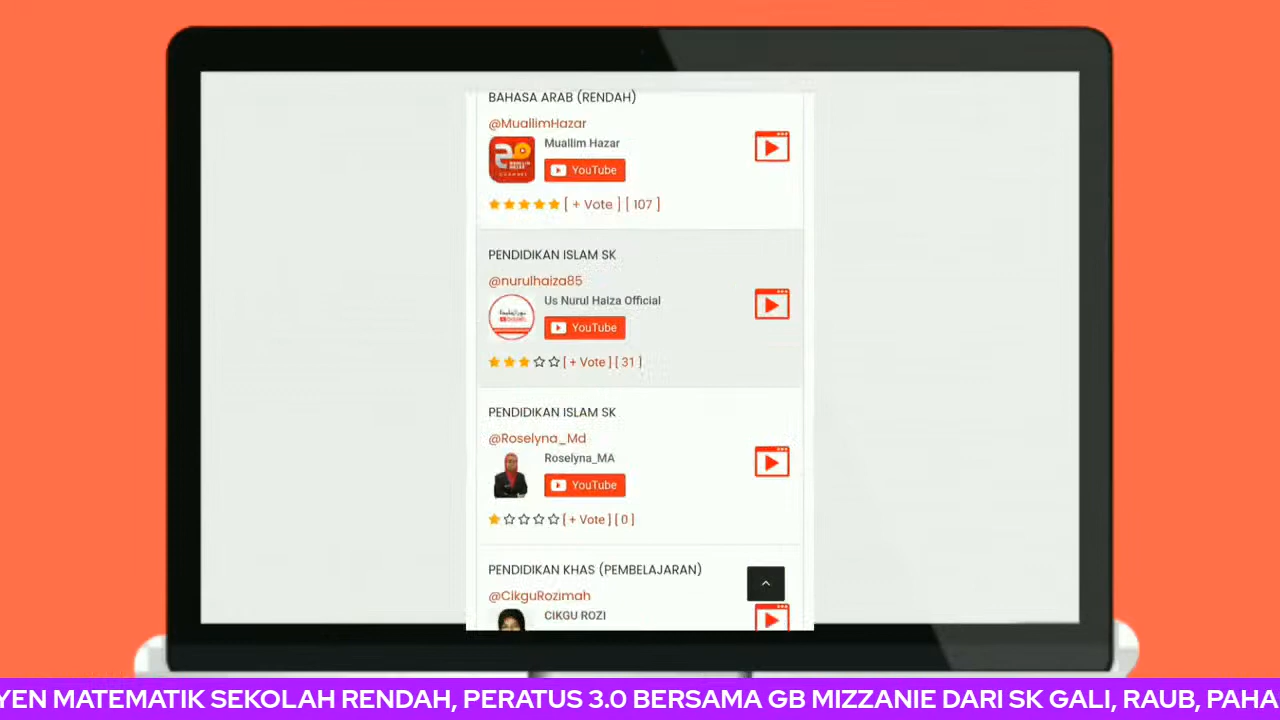 BAHASA ARAB (RENDAH)
@MuallimHazar
Muallim Hazar
YouTube
[ + Vote ] [ 107 ]
PENDIDIKAN ISLAM SK
@nurulhaiza85
Us Nurul Haiza Official
YouTube
[ + Vote ] [ 31 ]
PENDIDIKAN ISLAM SK
@Roselyna_Md
Roselyna_MA
YouTube
[ + Vote ] [ 0 ]
PENDIDIKAN KHAS (PEMBELAJARAN)
@CikguRozimah
CIKGU ROZI
YEN MATEMATIK SEKOLAH RENDAH, PERATUS 3.0 BERSAMA GB MIZZANIE DARI SK GALI, RAUB, PAHA